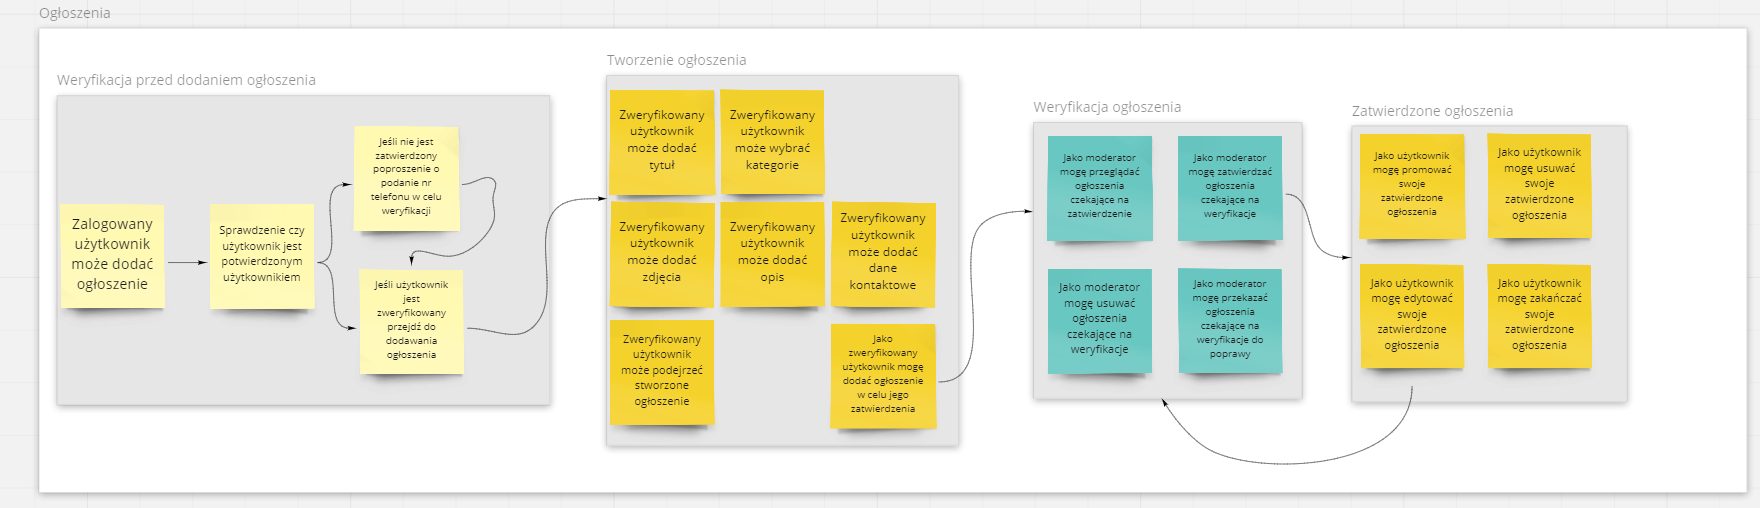 Ogłoszenia
Weryfikacja przed dodaniem ogłoszenia
Zalogowany
użytkownik
może dodać
ogłoszenie
Sprawdzenie czy
użytkownik jest
potwierdzonym
użytkownikiem
Jeśli nie jest
zatwierdzony
poproszenie o
podanie nr
telefonu w celu
weryfikacji
Jeśli użytkownik
jest
zweryfikowany
przejdź do
dodawania
ogłoszenia
Tworzenie ogłoszenia
Zweryfikowany
użytkownik
może dodać
tytuł
Zweryfikowany
użytkownik
może wybrać
kategorie
Zweryfikowany
użytkownik
może dodać
zdjęcia
Zweryfikowany
użytkownik
może dodać
opis
Zweryfikowany
użytkownik
może dodać
dane
kontaktowe
Zweryfikowany
użytkownik
może podejrzeć
stworzone
ogłoszenie
Jako
zweryfikowany
użytkownik mogę
dodać ogłoszenie
w celu jego
zatwierdzenia
Weryfikacja ogłoszenia
Jako moderator
mogę przeglądać
ogłoszenia
czekające na
zatwierdzenie
Jako moderator
mogę zatwierdzać
ogłoszenia
czekające na
weryfikacje
Jako moderator
mogę usuwać
ogłoszenia
czekające na
weryfikacje
Jako moderator
mogę przekazać
ogłoszenia
czekające na
weryfikacje do
poprawy
Zatwierdzone ogłoszenia
Jako użytkownik
mogę promować
swoje
zatwierdzone
ogłoszenia
Jako użytkownik
mogę usuwać
swoje
zatwierdzone
ogłoszenia
Jako użytkownik
mogę edytować
swoje
zatwierdzone
ogłoszenia
Jako użytkownik
mogę zakańczać
swoje
zatwierdzone
ogłoszenia